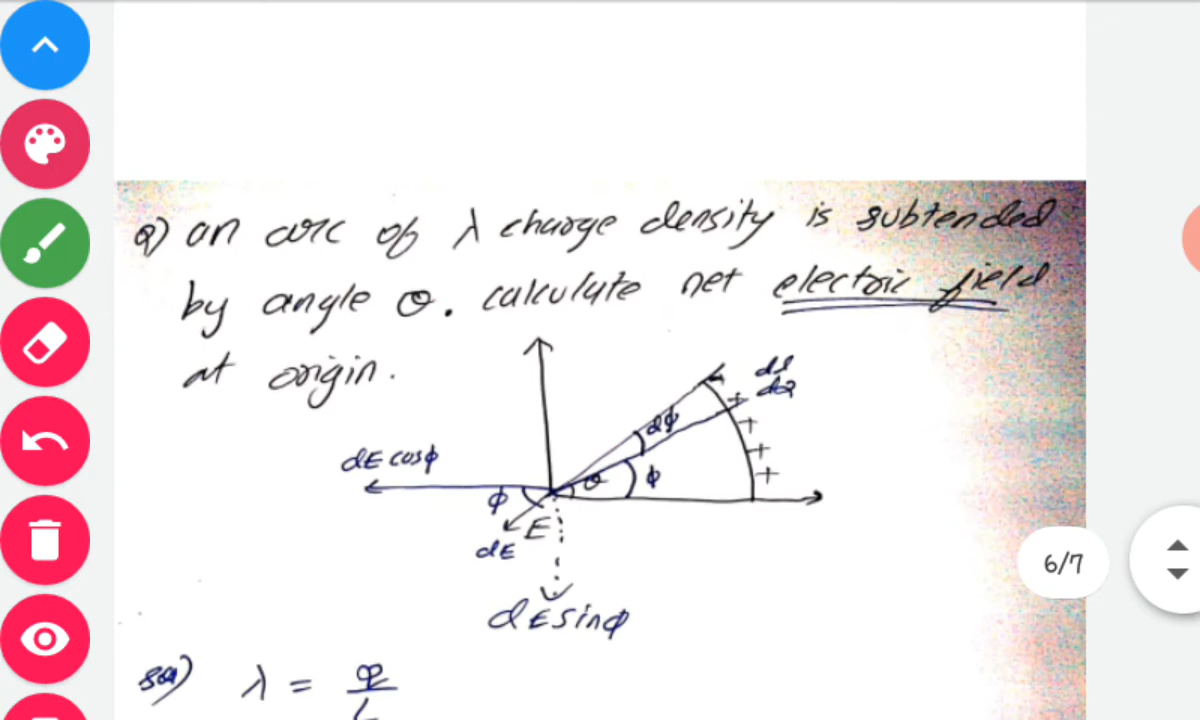 Q) an arc of λ charge density is subtended
by angle θ. calculate net electric field
at origin.
dl
dQ
dφ
dE cosφ
θ
φ
φ
E
dE
dE sinφ
6/7
sol) λ = Q
L